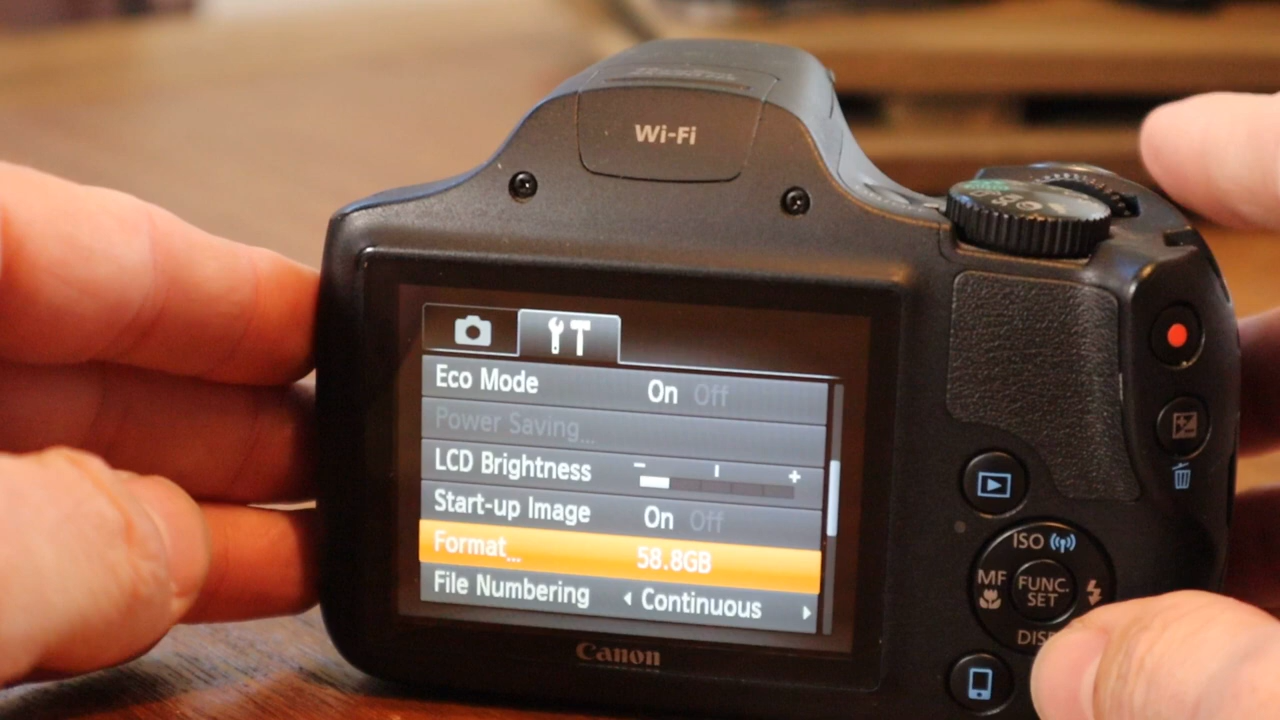 Wi-Fi
Eco Mode On Off
Power Saving...
LCD Brightness - +
Start-up Image On Off
Format... 58.8GB
File Numbering Continuous
Canon
ISO
MF
FUNC.
SET